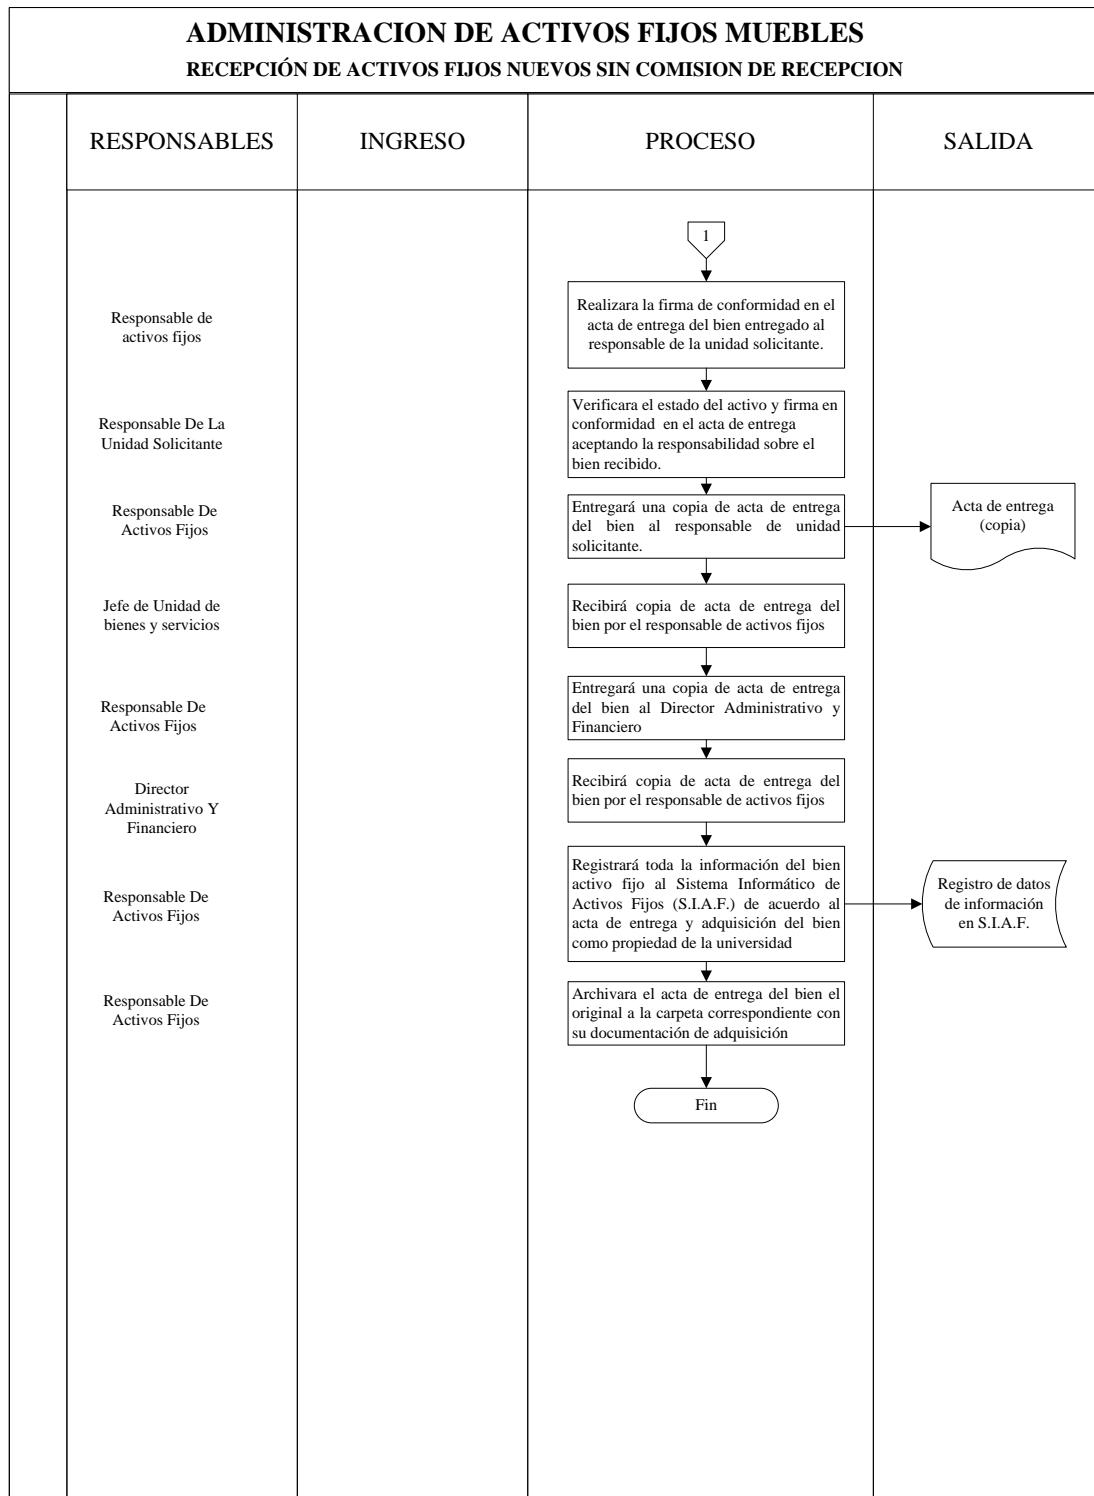 ADMINISTRACION DE ACTIVOS FIJOS MUEBLES
RECEPCIÓN DE ACTIVOS FIJOS NUEVOS SIN COMISION DE RECEPCION
RESPONSABLES
INGRESO
PROCESO
SALIDA
1
Responsable de
activos fijos
Realizara la firma de conformidad en el
acta de entrega del bien entregado al
responsable de la unidad solicitante.
Responsable De La
Unidad Solicitante
Verificara el estado del activo y firma en
conformidad en el acta de entrega
aceptando la responsabilidad sobre el
bien recibido.
Responsable De
Activos Fijos
Entregará una copia de acta de entrega
del bien al responsable de unidad
solicitante.
Acta de entrega
(copia)
Jefe de Unidad de
bienes y servicios
Recibirá copia de acta de entrega del
bien por el responsable de activos fijos
Responsable De
Activos Fijos
Entregará una copia de acta de entrega
del bien al Director Administrativo y
Financiero
Director
Administrativo Y
Financiero
Recibirá copia de acta de entrega del
bien por el responsable de activos fijos
Responsable De
Activos Fijos
Registrará toda la información del bien
activo fijo al Sistema Informático de
Activos Fijos (S.I.A.F.) de acuerdo al
acta de entrega y adquisición del bien
como propiedad de la universidad
Registro de datos
de información
en S.I.A.F.
Responsable De
Activos Fijos
Archivara el acta de entrega del bien el
original a la carpeta correspondiente con
su documentación de adquisición
Fin